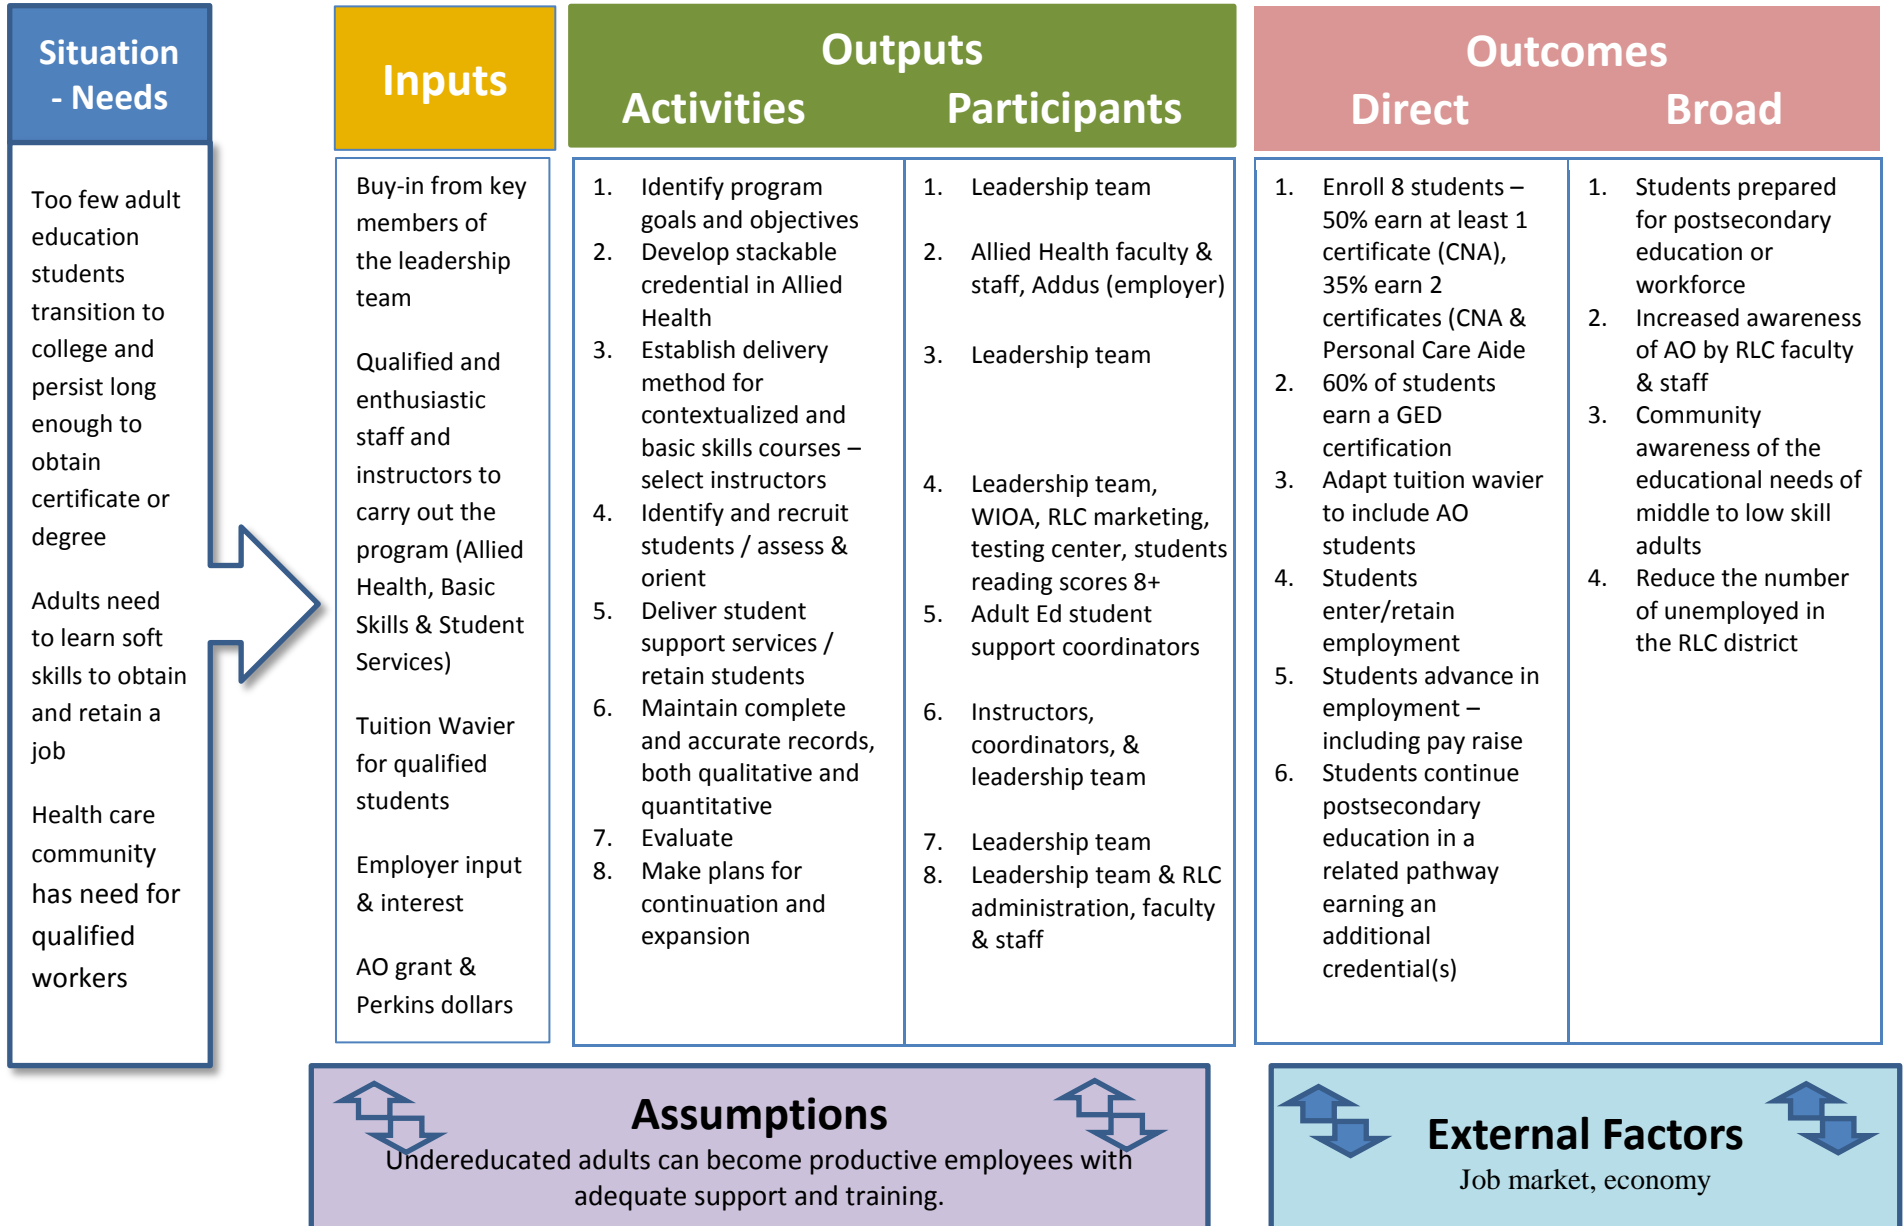 Situation
- Needs
Too few adult
education
students
transition to
college and
persist long
enough to
obtain
certificate or
degree
Adults need
to learn soft
skills to obtain
and retain a
job
Health care
community
has need for
qualified
workers
Inputs
Buy-in from key
members of
the leadership
team
Qualified and
enthusiastic
staff and
instructors to
carry out the
program (Allied
Health, Basic
Skills & Student
Services)
Tuition Wavier
for qualified
students
Employer input
& interest
AO grant &
Perkins dollars
Outputs
Activities
Participants
1. Identify program
goals and objectives
2. Develop stackable
credential in Allied
Health
3. Establish delivery
method for
contextualized and
basic skills courses –
select instructors
4. Identify and recruit
students / assess &
orient
5. Deliver student
support services /
retain students
6. Maintain complete
and accurate records,
both qualitative and
quantitative
7. Evaluate
8. Make plans for
continuation and
expansion
1. Leadership team
2. Allied Health faculty &
staff, Addus (employer)
3. Leadership team
4. Leadership team,
WIOA, RLC marketing,
testing center, students
reading scores 8+
5. Adult Ed student
support coordinators
6. Instructors,
coordinators, &
leadership team
7. Leadership team
8. Leadership team & RLC
administration, faculty
& staff
Outcomes
Direct
Broad
1. Enroll 8 students –
50% earn at least 1
certificate (CNA),
35% earn 2
certificates (CNA &
Personal Care Aide
2. 60% of students
earn a GED
certification
3. Adapt tuition wavier
to include AO
students
4. Students
enter/retain
employment
5. Students advance in
employment –
including pay raise
6. Students continue
postsecondary
education in a
related pathway
earning an
additional
credential(s)
1. Students prepared
for postsecondary
education or
workforce
2. Increased awareness
of AO by RLC faculty
& staff
3. Community
awareness of the
educational needs of
middle to low skill
adults
4. Reduce the number
of unemployed in
the RLC district
Assumptions
Undereducated adults can become productive employees with
adequate support and training.
External Factors
Job market, economy